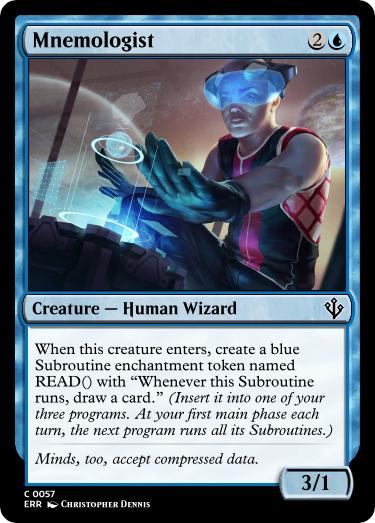 Mnemologist 2
Creature — Human Wizard
When this creature enters, create a blue
Subroutine enchantment token named
READ() with “Whenever this Subroutine
runs, draw a card.” (Insert it into one of your
three programs. At your first main phase each
turn, the next program runs all its Subroutines.)
Minds, too, accept compressed data.
3/1
C 0057
ERR Christopher Dennis